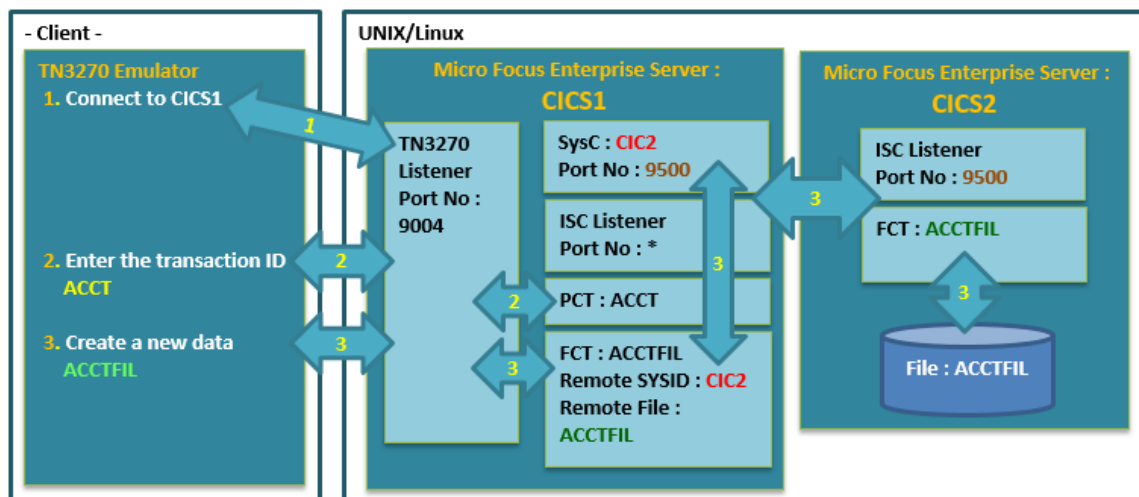 - Client -
TN3270 Emulator
1. Connect to CICS1
2. Enter the transaction ID
ACCT
3. Create a new data
ACCTFIL
1
2
3
UNIX/Linux
Micro Focus Enterprise Server :
CICS1
TN3270
Listener
Port No :
9004
2
3
SysC : CIC2
Port No : 9500
ISC Listener
Port No : *
PCT : ACCT
FCT : ACCTFIL
Remote SYSID : CIC2
Remote File :
ACCTFIL
3
3
Micro Focus Enterprise Server :
CICS2
ISC Listener
Port No : 9500
FCT : ACCTFIL
3
File : ACCTFIL